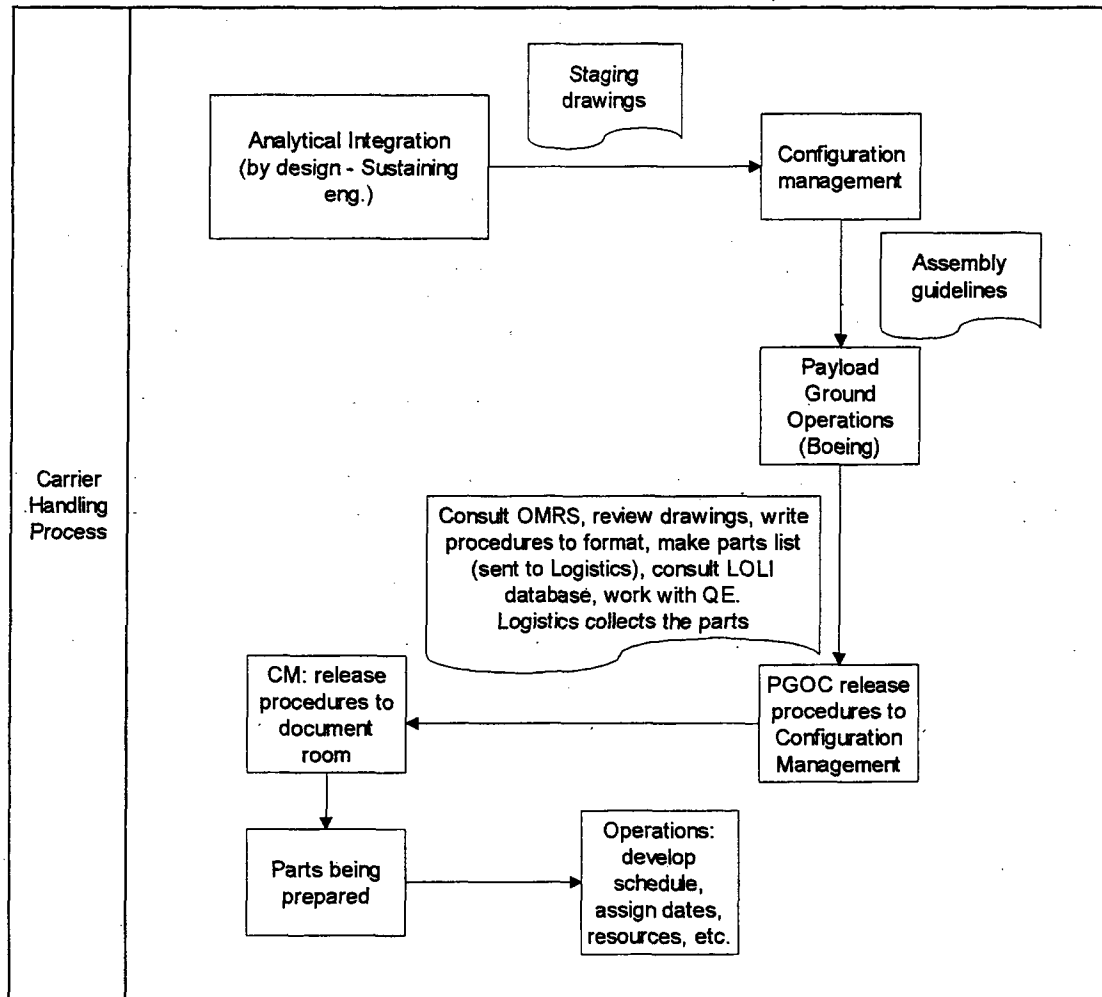 Staging
drawings
Analytical Integration
(by design - Sustaining
eng.)
Configuration
management
Assembly
guidelines
Payload
Ground
Operations
(Boeing)
Carrier
Handling
Process
Consult OMRS, review drawings, write
procedures to format, make parts list
(sent to Logistics), consult LOLI
database, work with QE.
Logistics collects the parts
CM: release
procedures to
document
room
PGOC release
procedures to
Configuration
Management
Parts being
prepared
Operations:
develop
schedule,
assign dates,
resources, etc.